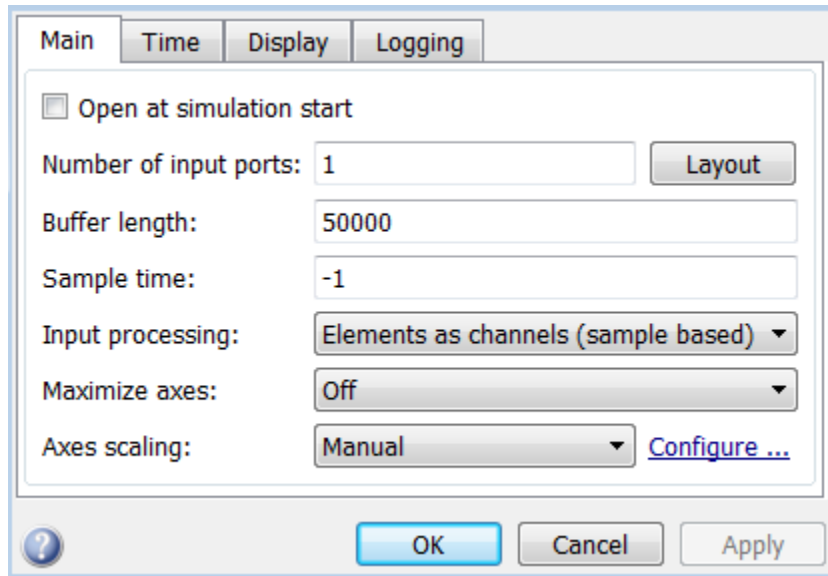 Main Time Display Logging
Open at simulation start
Number of input ports: 1 Layout
Buffer length: 50000
Sample time: -1
Input processing: Elements as channels (sample based)
Maximize axes: Off
Axes scaling: Manual Configure ...
? OK Cancel Apply